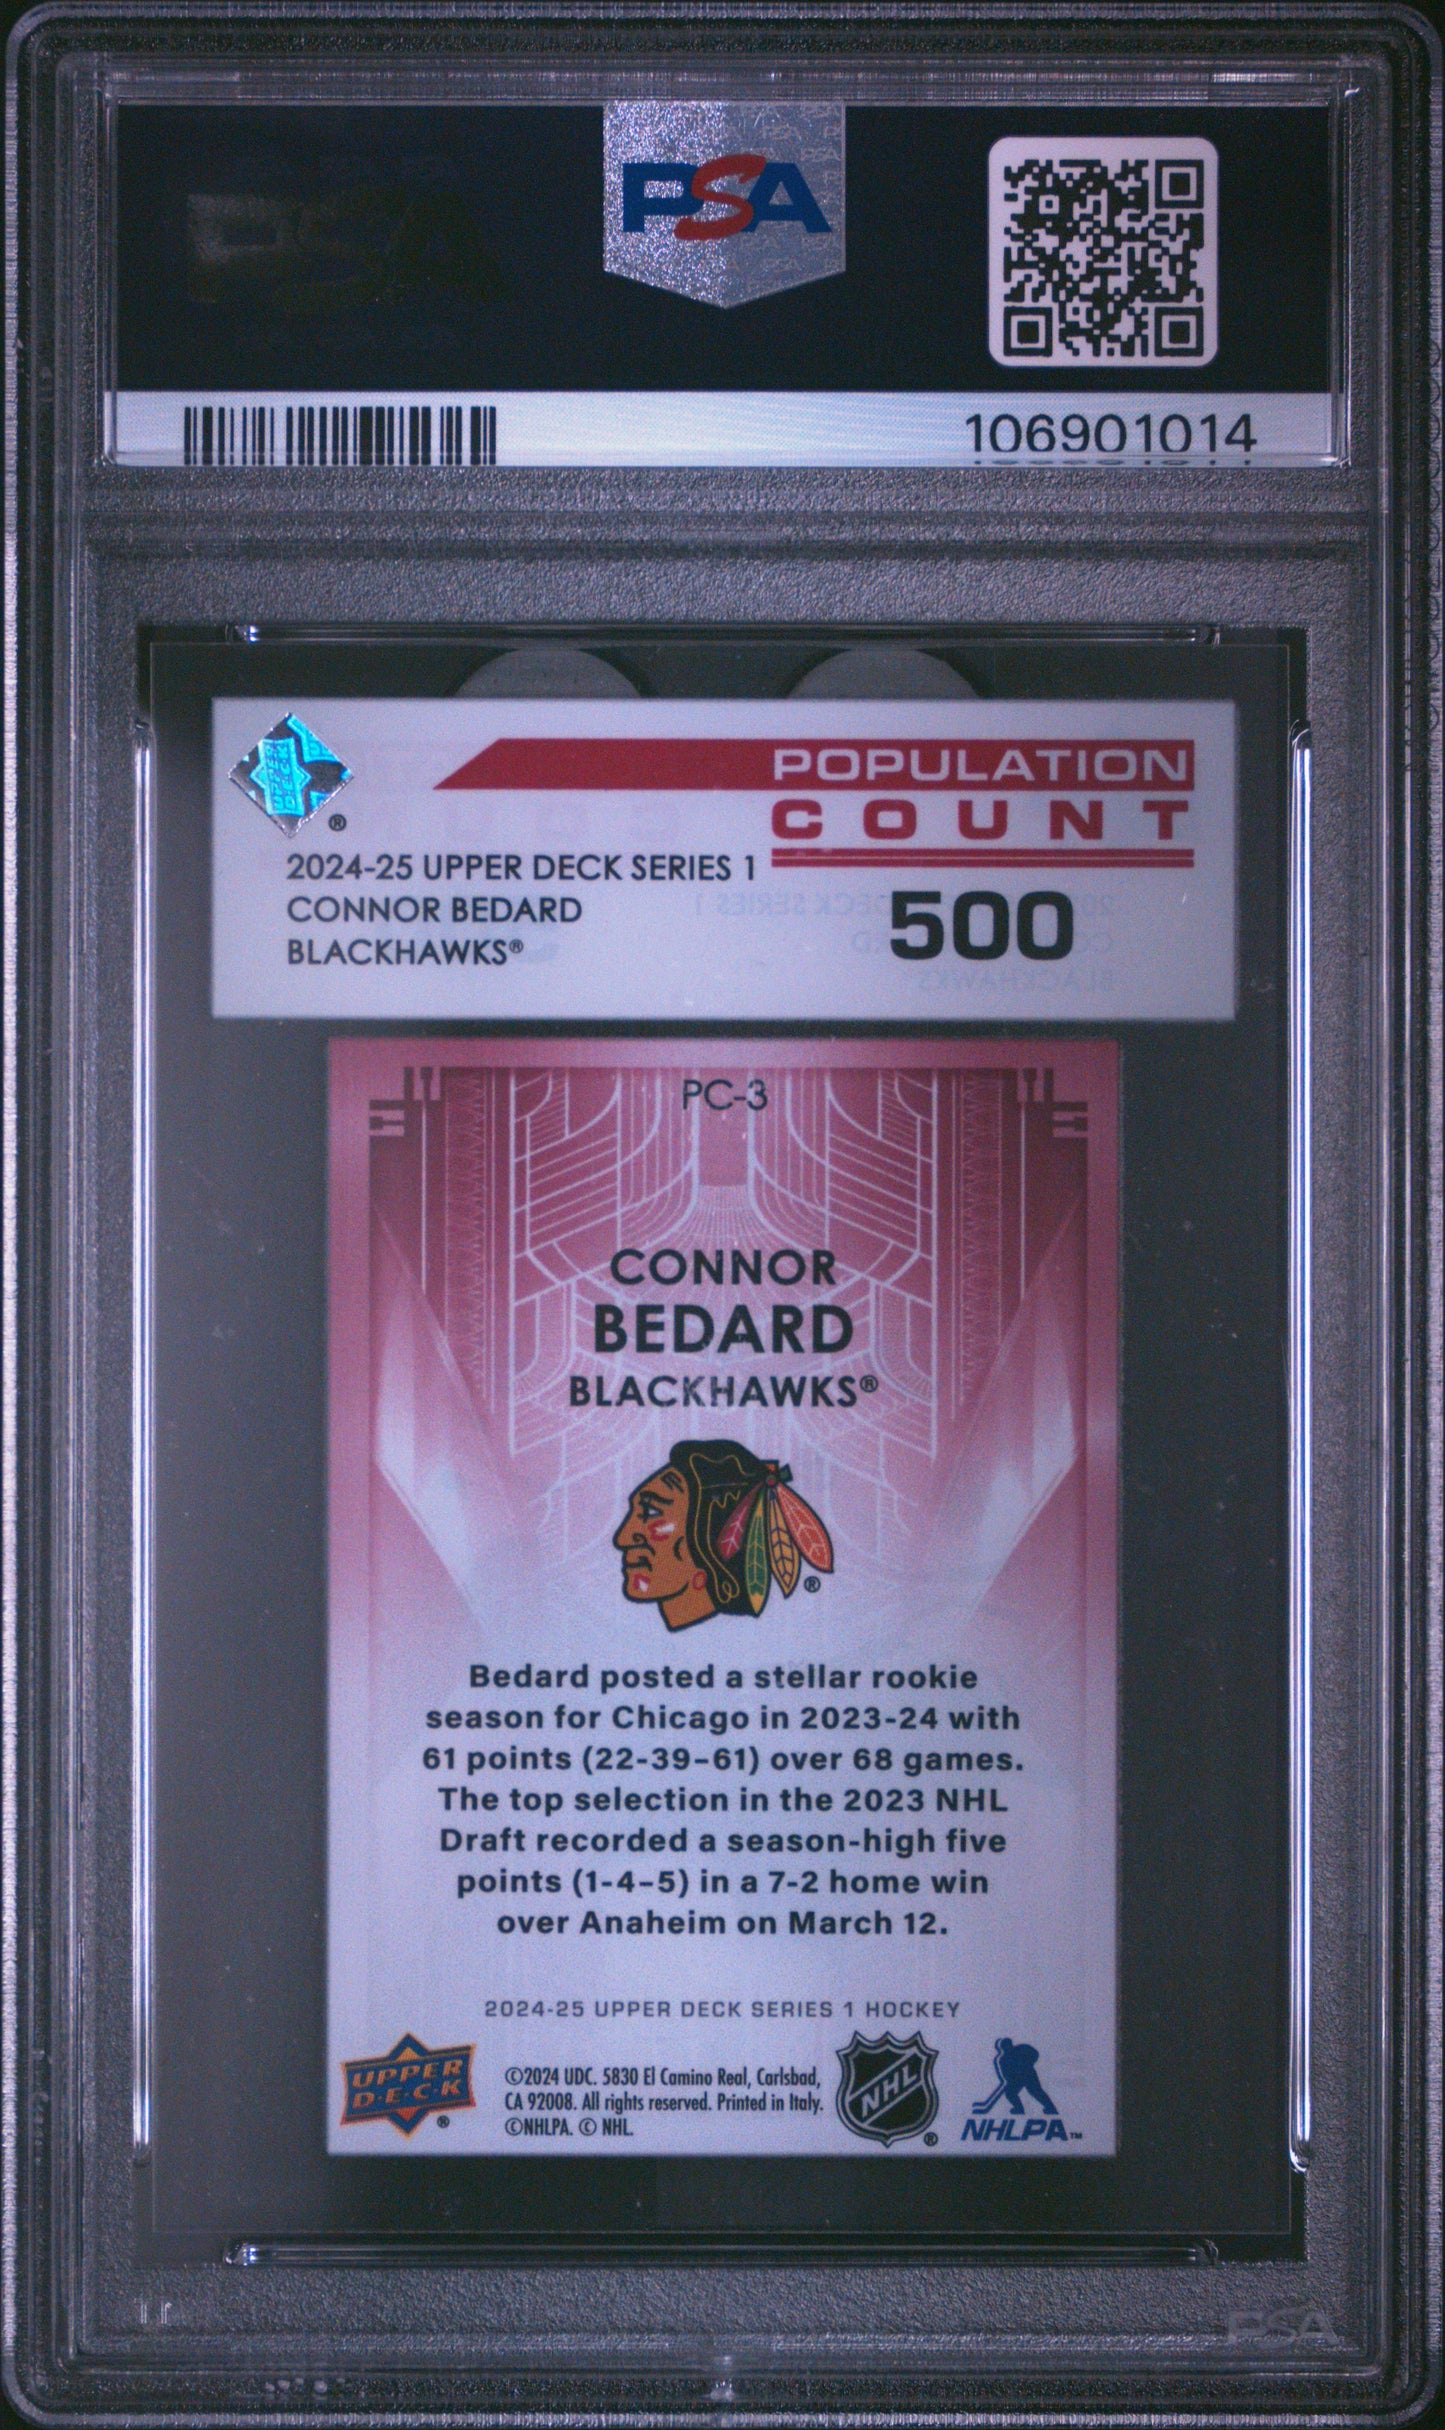 PSA
106901014
POPULATION
COUNT
®
2024-25 UPPER DECK SERIES 1
CONNOR BEDARD
BLACKHAWKS®
500
PC-3
CONNOR
BEDARD
BLACKHAWKS®
®
Bedard posted a stellar rookie
season for Chicago in 2023-24 with
61 points (22-39-61) over 68 games.
The top selection in the 2023 NHL
Draft recorded a season-high five
points (1-4-5) in a 7-2 home win
over Anaheim on March 12.
2024-25 UPPER DECK SERIES 1 HOCKEY
UPPER
D·E·C·K
®
©2024 UDC. 5830 El Camino Real, Carlsbad,
CA 92008. All rights reserved. Printed in Italy.
©NHLPA. © NHL.
NHL
®
NHLPA™
PSA